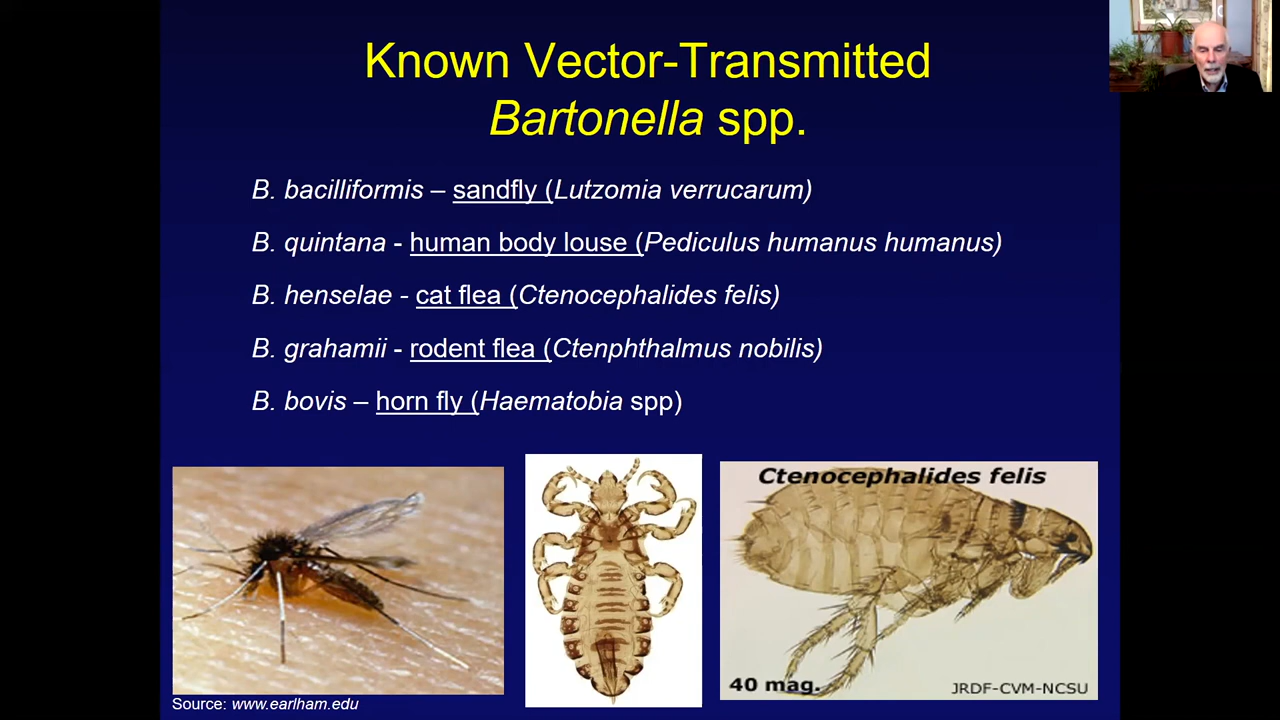 Known Vector-Transmitted
Bartonella spp.
B. bacilliformis – sandfly (Lutzomia verrucarum)
B. quintana - human body louse (Pediculus humanus humanus)
B. henselae - cat flea (Ctenocephalides felis)
B. grahamii - rodent flea (Ctenphthalmus nobilis)
B. bovis – horn fly (Haematobia spp)
Ctenocephalides felis
40 mag.
JRDF-CVM-NCSU
Source: www.earlham.edu